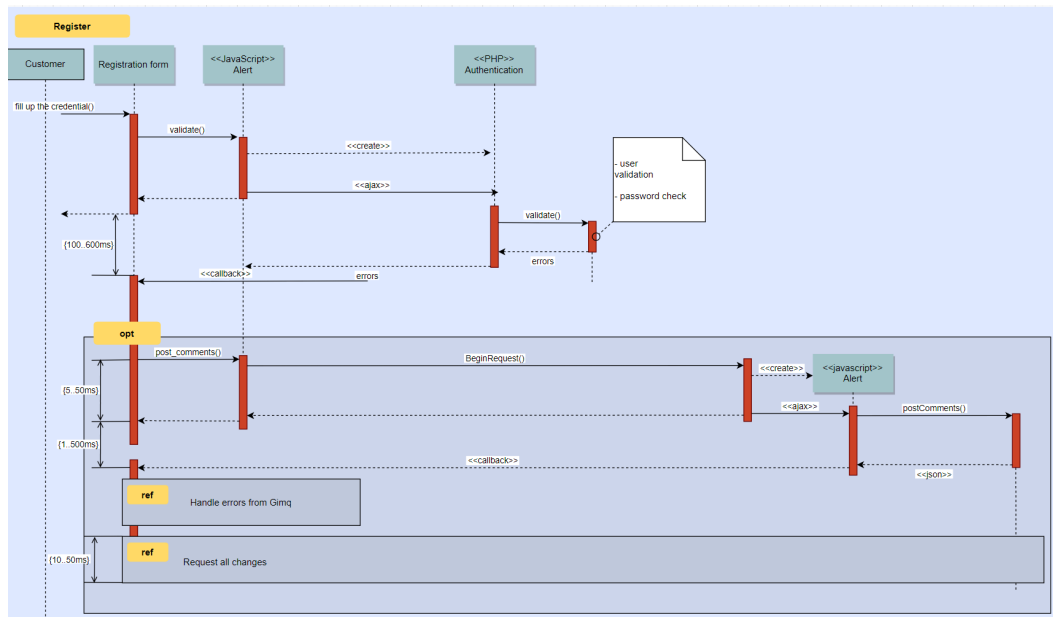 Register
Customer
Registration form
<<JavaScript>>
Alert
<<PHP>>
Authentication
fill up the credential()
validate()
<<create>>
- user
validation
- password check
<<ajax>>
validate()
{100..600ms}
errors
<<callback>>
errors
opt
post_comments()
BeginRequest()
<<create>>
<<javascript>>
Alert
{5..50ms}
<<ajax>>
postComments()
{1..500ms}
<<callback>>
<<json>>
ref
Handle errors from Gimq
ref
Request all changes
{10..50ms}